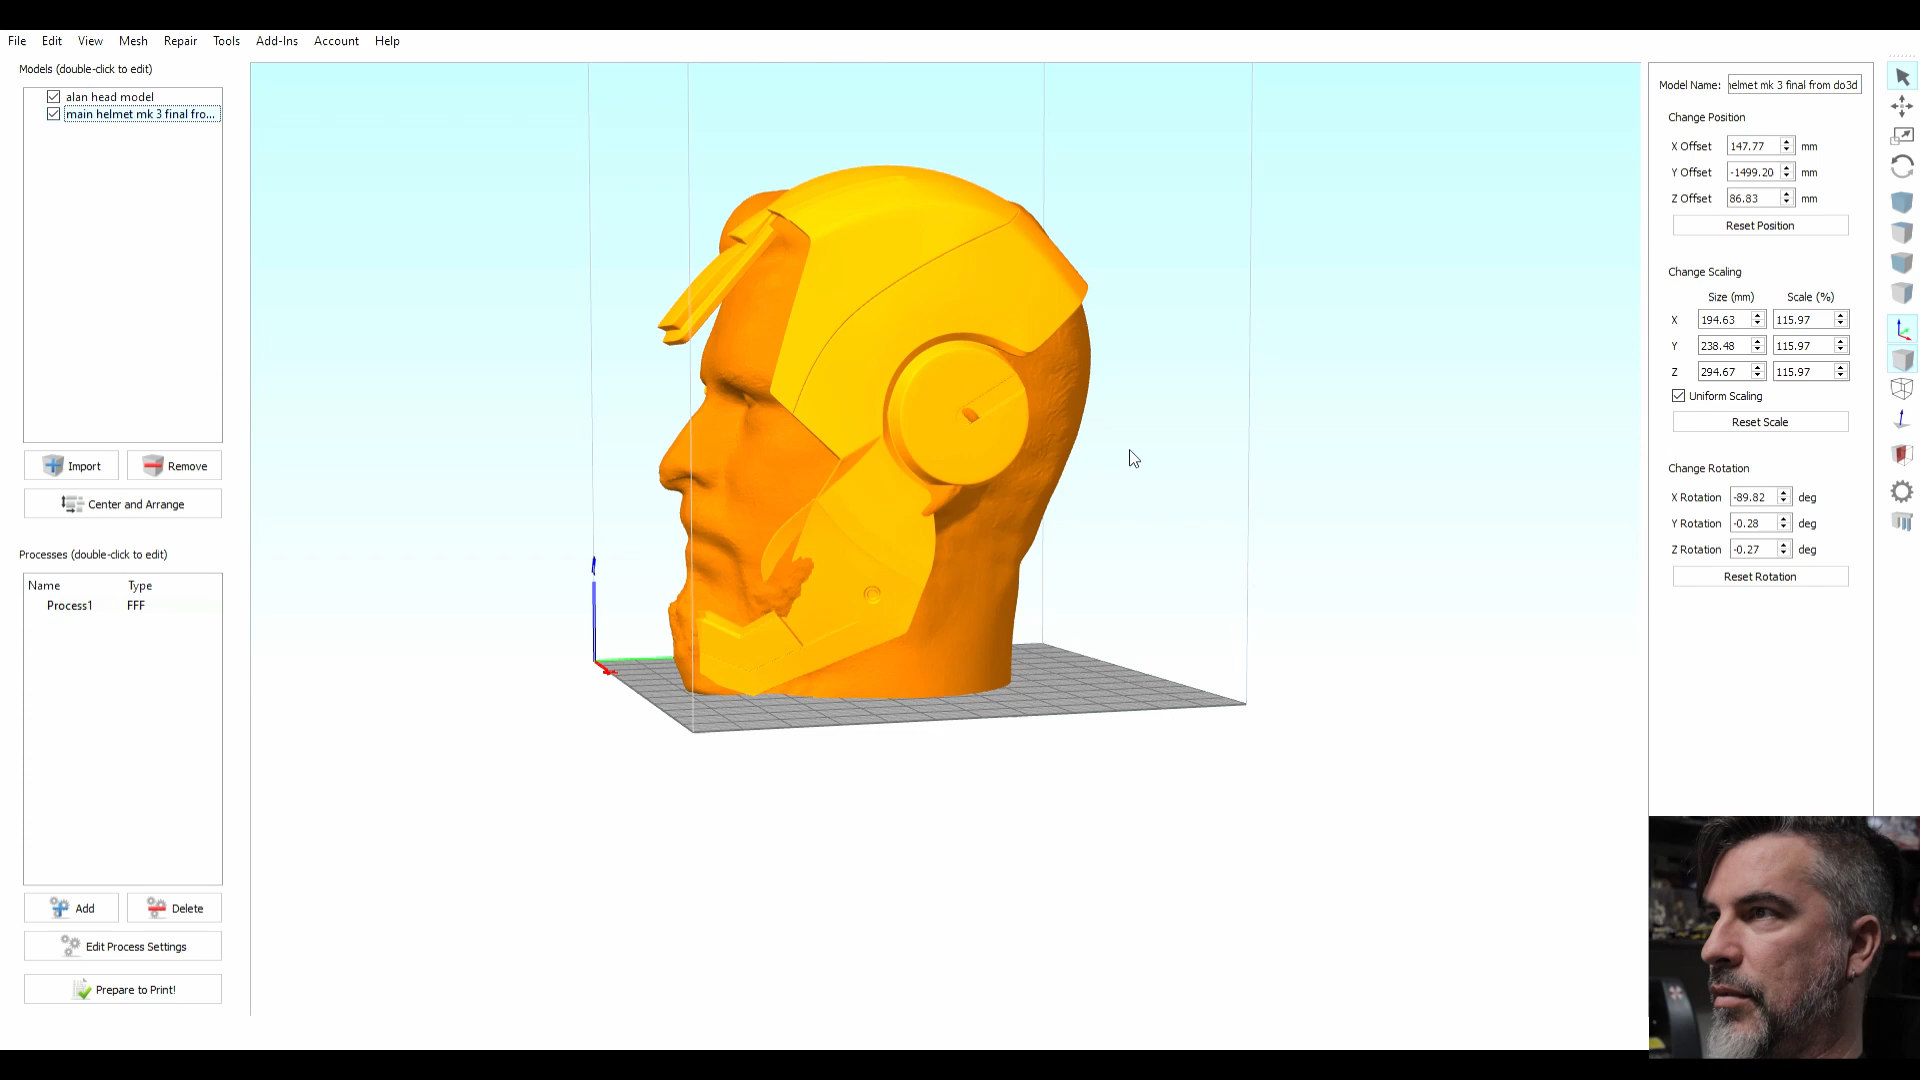 File Edit View Mesh Repair Tools Add-Ins Account Help
Models (double-click to edit)
alan head model
main helmet mk 3 final fro...
Import Remove
Center and Arrange
Processes (double-click to edit)
Name Type
Process1 FFF
Add Delete
Edit Process Settings
Prepare to Print!
Model Name: helmet mk 3 final from do3d
Change Position
X Offset 147.77 mm
Y Offset -1499.20 mm
Z Offset 86.83 mm
Reset Position
Change Scaling
Size (mm) Scale (%)
X 194.63 115.97
Y 238.48 115.97
Z 294.67 115.97
Uniform Scaling
Reset Scale
Change Rotation
X Rotation -89.82 deg
Y Rotation -0.28 deg
Z Rotation -0.27 deg
Reset Rotation